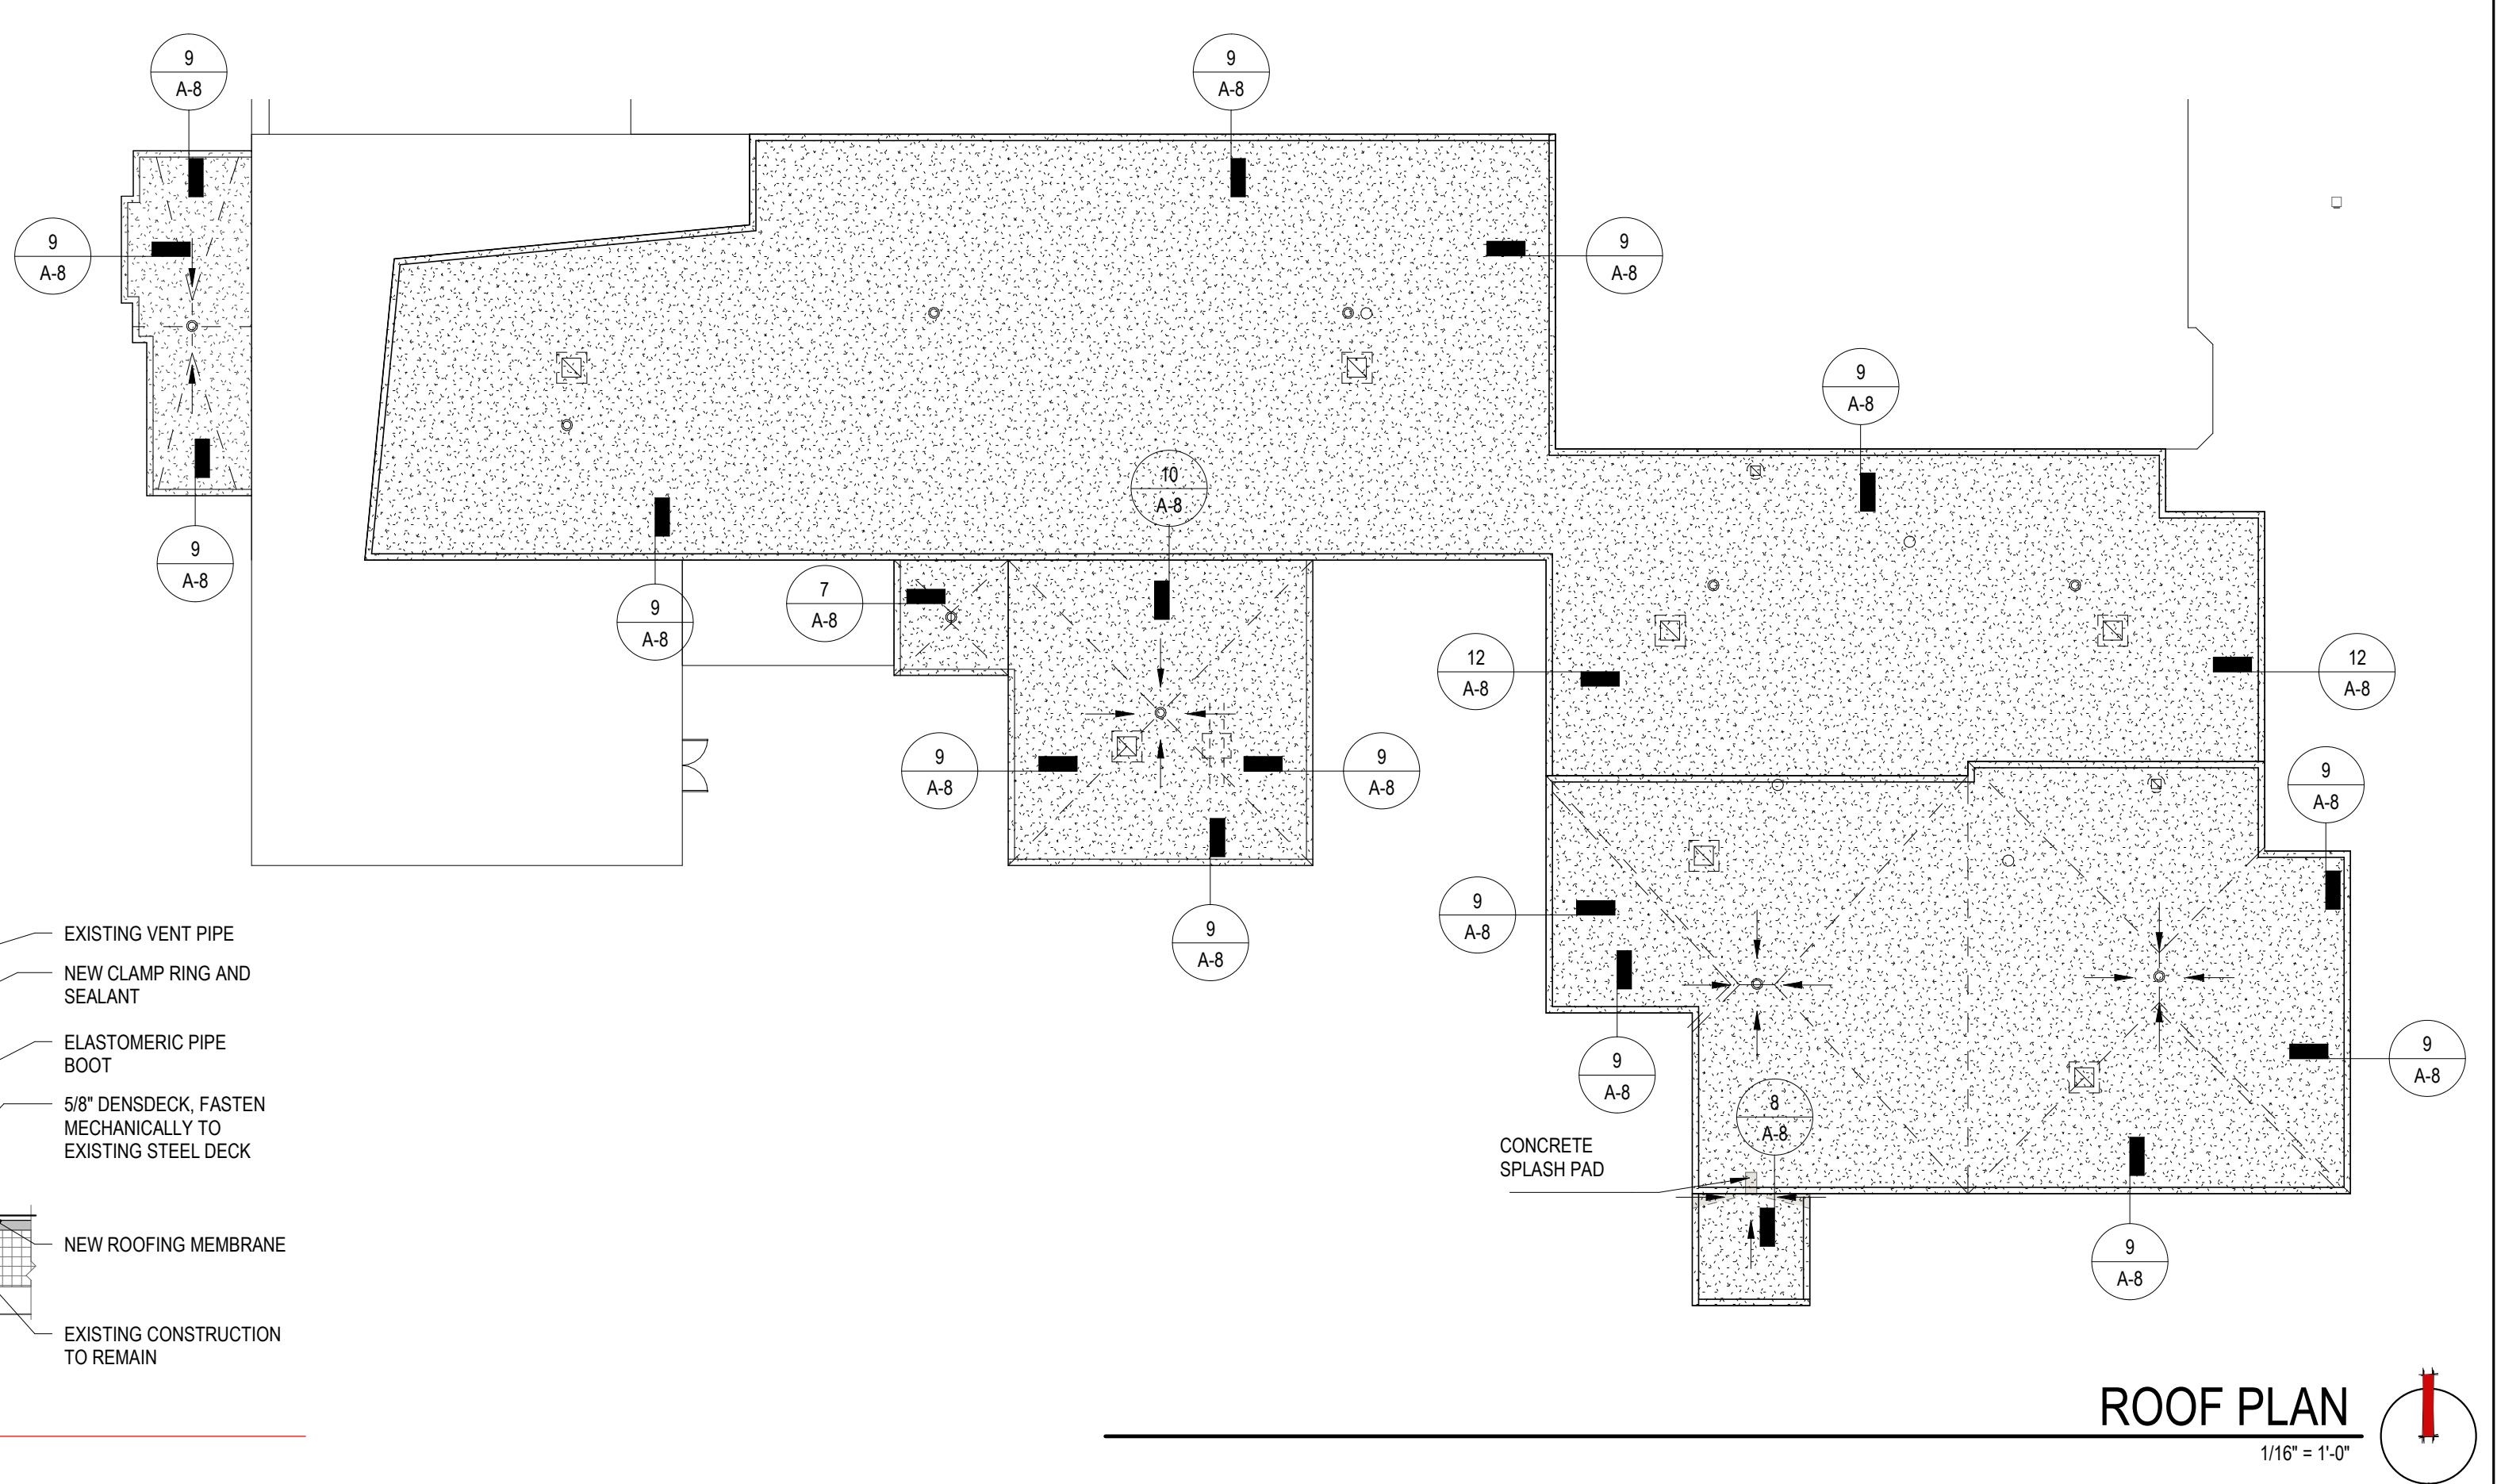 9
A-8
9
A-8
9
A-8
9
A-8
9
A-8
10
A-8
9
A-8
7
A-8
9
A-8
12
A-8
12
A-8
9
A-8
9
A-8
9
A-8
9
A-8
9
A-8
9
A-8
9
A-8
9
A-8
8
A-8
9
A-8
CONCRETE
SPLASH PAD
EXISTING VENT PIPE
NEW CLAMP RING AND
SEALANT
ELASTOMERIC PIPE
BOOT
5/8" DENSDECK, FASTEN
MECHANICALLY TO
EXISTING STEEL DECK
NEW ROOFING MEMBRANE
EXISTING CONSTRUCTION
TO REMAIN
ROOF PLAN
1/16" = 1'-0"